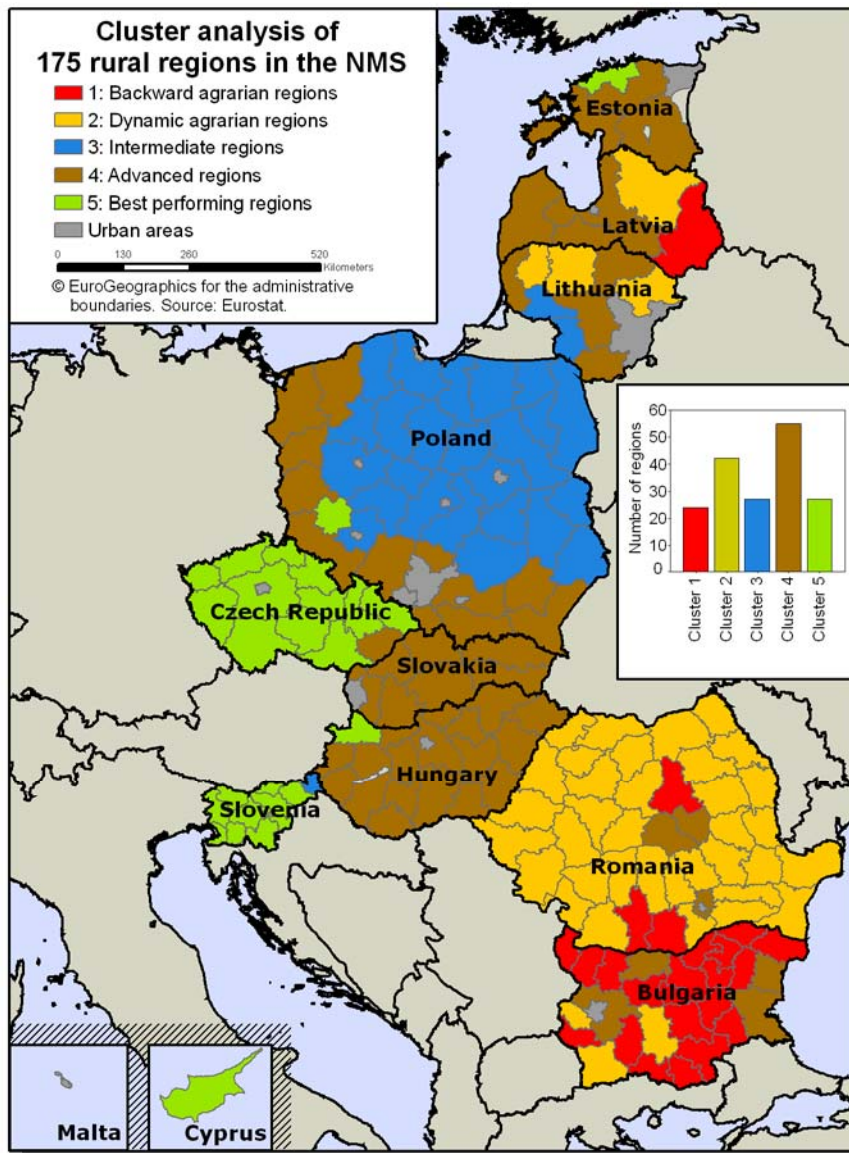 Cluster analysis of
175 rural regions in the NMS
1: Backward agrarian regions
2: Dynamic agrarian regions
3: Intermediate regions
4: Advanced regions
5: Best performing regions
Urban areas
0 130 260 520
Kilometers
© EuroGeographics for the administrative
boundaries. Source: Eurostat.
Estonia
Latvia
Lithuania
Poland
Czech Republic
Slovakia
Hungary
Slovenia
Romania
Bulgaria
Malta
Cyprus
Number of regions
60
50
40
30
20
10
0
Cluster 1
Cluster 2
Cluster 3
Cluster 4
Cluster 5